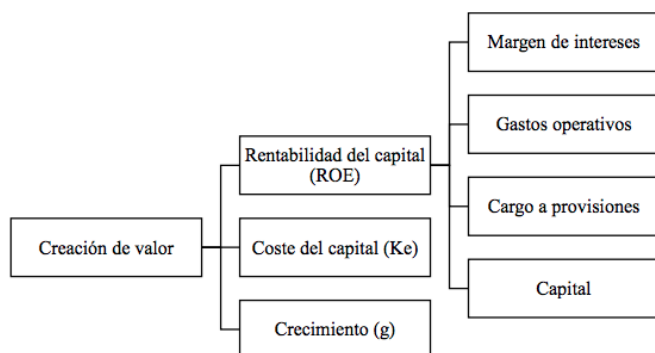 Margen de intereses
Gastos operativos
Rentabilidad del capital
(ROE)
Cargo a provisiones
Creación de valor
Coste del capital (Ke)
Capital
Crecimiento (g)